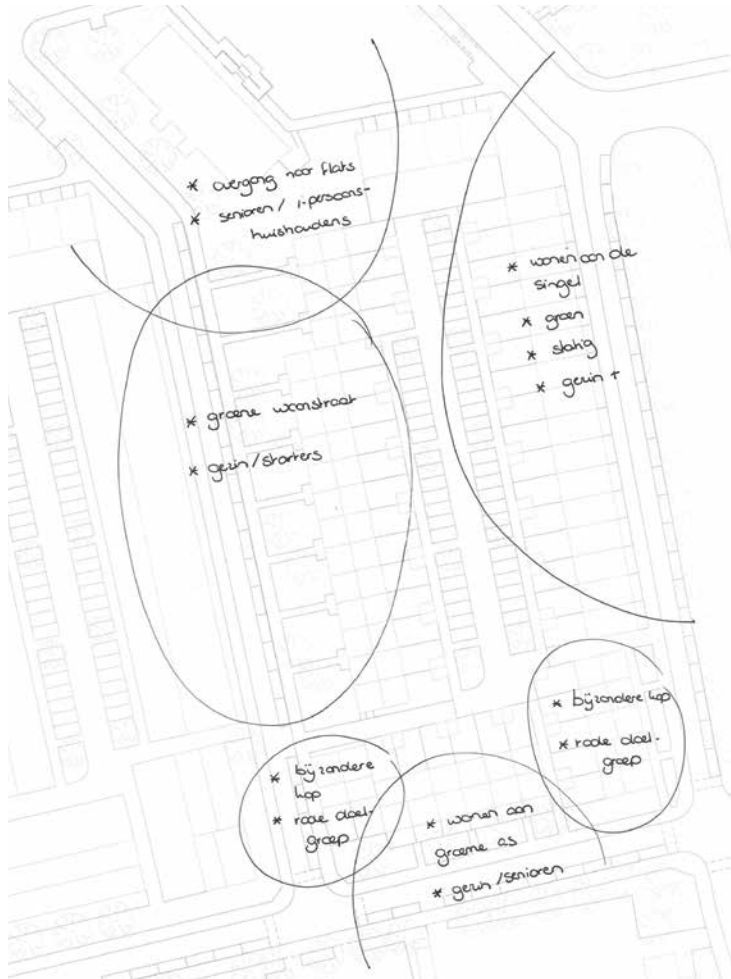 * overgang naar flats
* senioren / 1-persoons-
huishoudens
* wonen aan de
singel
* groen
* statig
* gezin +
* groene woonstraat
* gezin / starters
* bijzondere kop
* rode doel-
groep
* bijzondere
kop
* rode doel-
groep
* wonen aan
groene as
* gezin / senioren